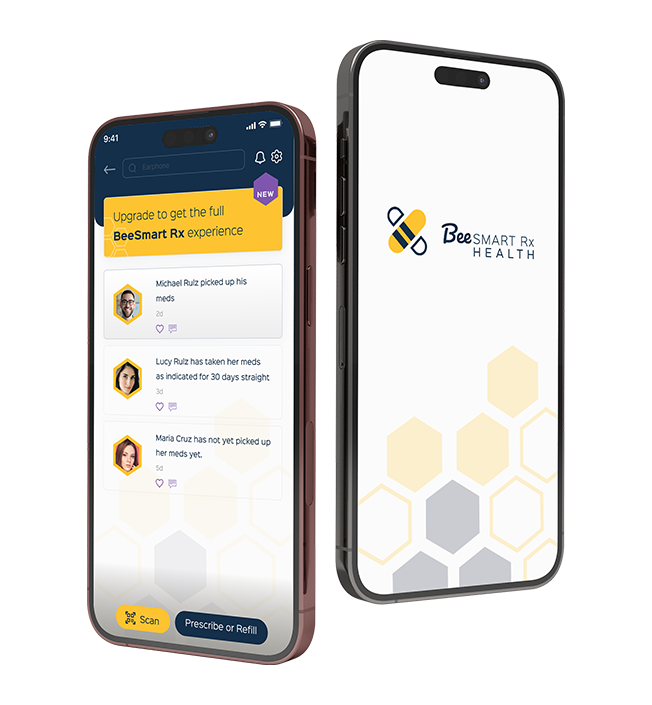 9:41
Earphone
NEW
Upgrade to get the full
BeeSmart Rx experience
Michael Rulz picked up his
meds
2d
Lucy Rulz has taken her meds
as indicated for 30 days straight
3d
Maria Cruz has not yet picked up
her meds yet.
5d
Scan
Prescribe or Refill
BeeSMART Rx
HEALTH